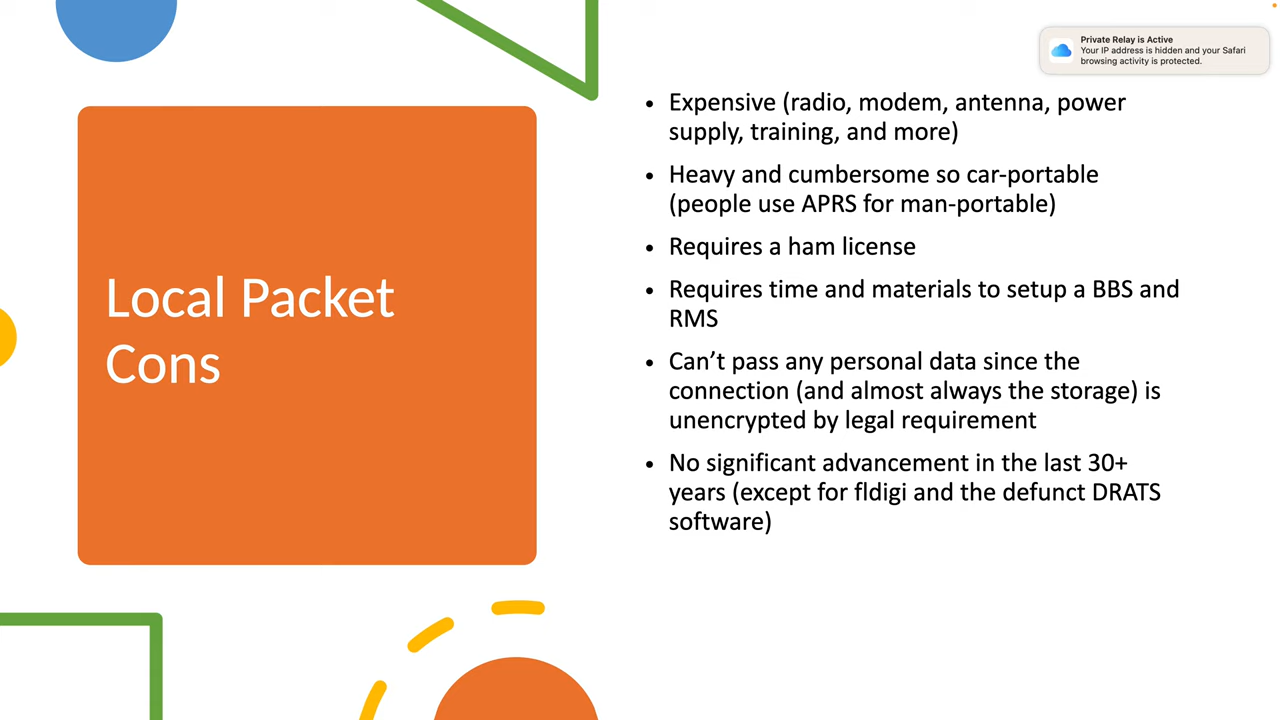 Private Relay is Active
Your IP address is hidden and your Safari
browsing activity is protected.
Local Packet
Cons
• Expensive (radio, modem, antenna, power
supply, training, and more)
• Heavy and cumbersome so car-portable
(people use APRS for man-portable)
• Requires a ham license
• Requires time and materials to setup a BBS and
RMS
• Can’t pass any personal data since the
connection (and almost always the storage) is
unencrypted by legal requirement
• No significant advancement in the last 30+
years (except for fldigi and the defunct DRATS
software)